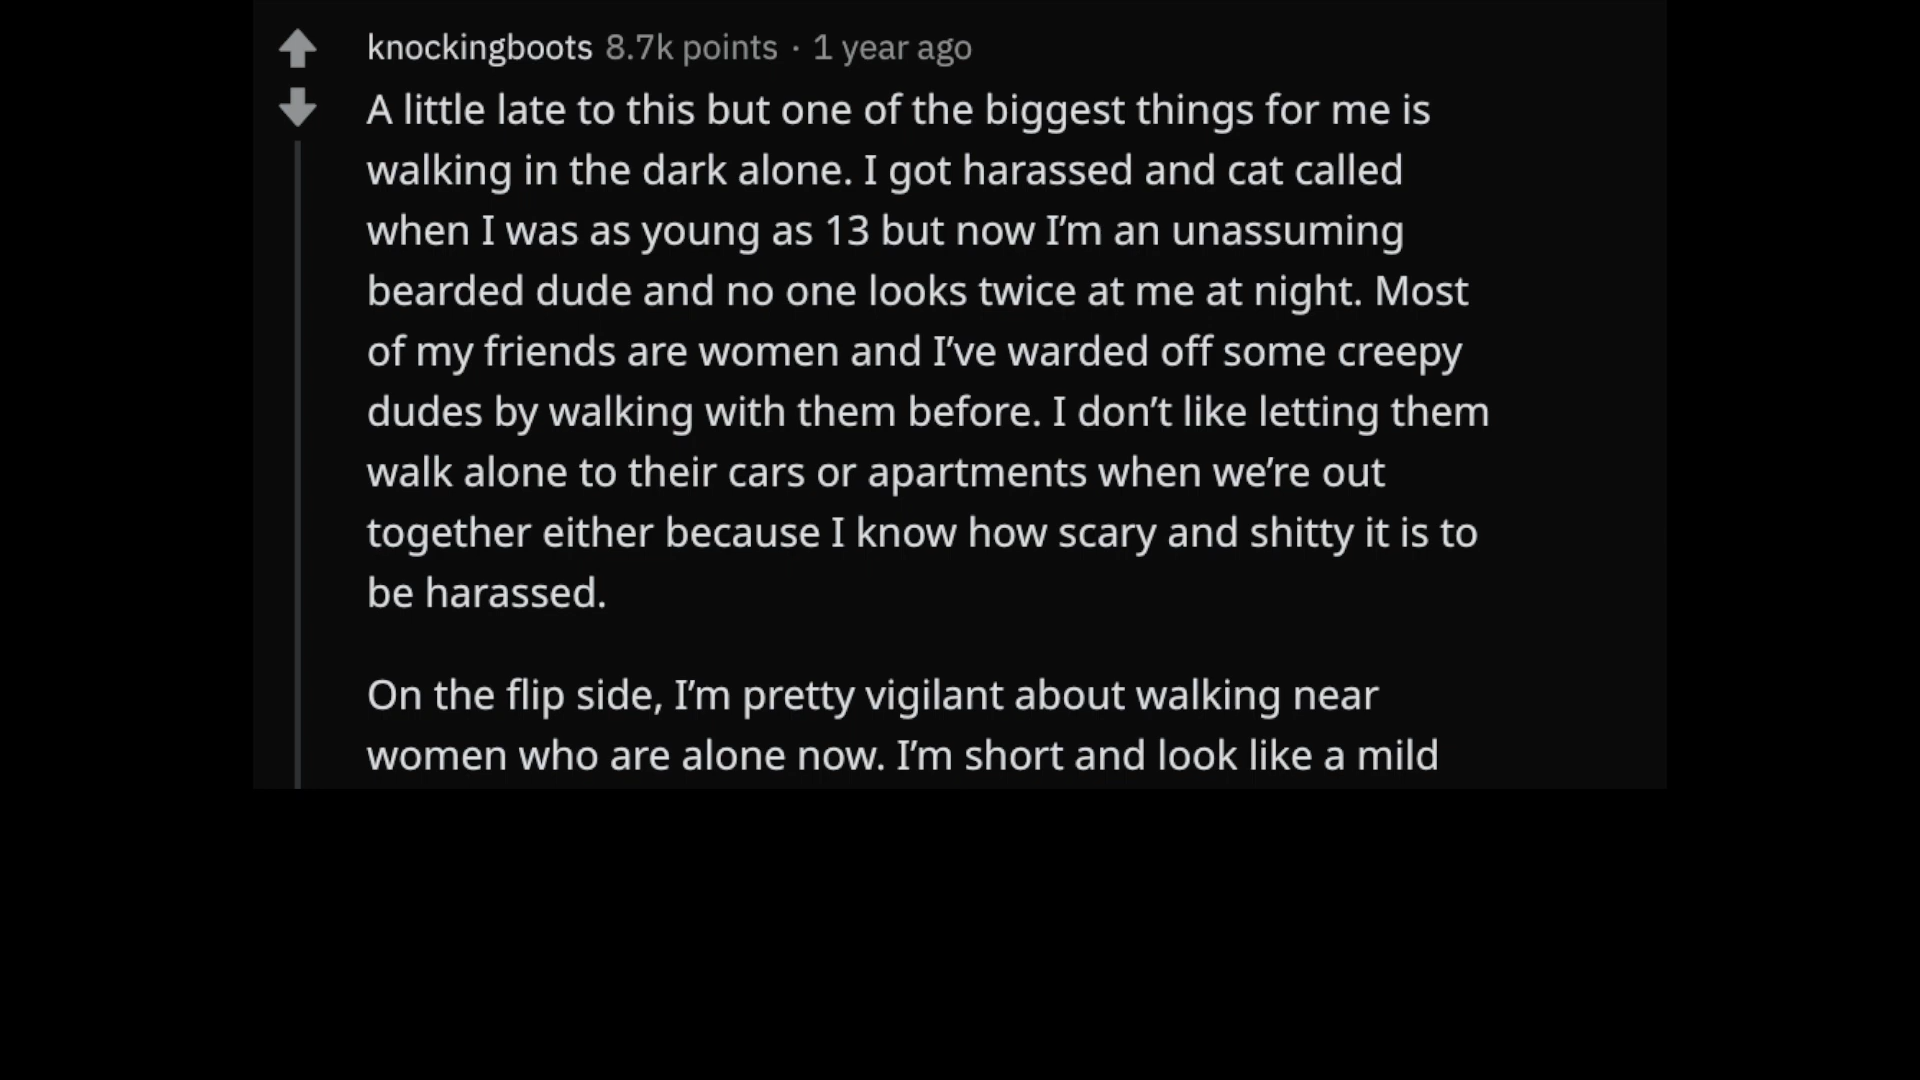 knockingboots 8.7k points · 1 year ago
A little late to this but one of the biggest things for me is
walking in the dark alone. I got harassed and cat called
when I was as young as 13 but now I’m an unassuming
bearded dude and no one looks twice at me at night. Most
of my friends are women and I’ve warded off some creepy
dudes by walking with them before. I don’t like letting them
walk alone to their cars or apartments when we’re out
together either because I know how scary and shitty it is to
be harassed.
On the flip side, I’m pretty vigilant about walking near
women who are alone now. I’m short and look like a mild